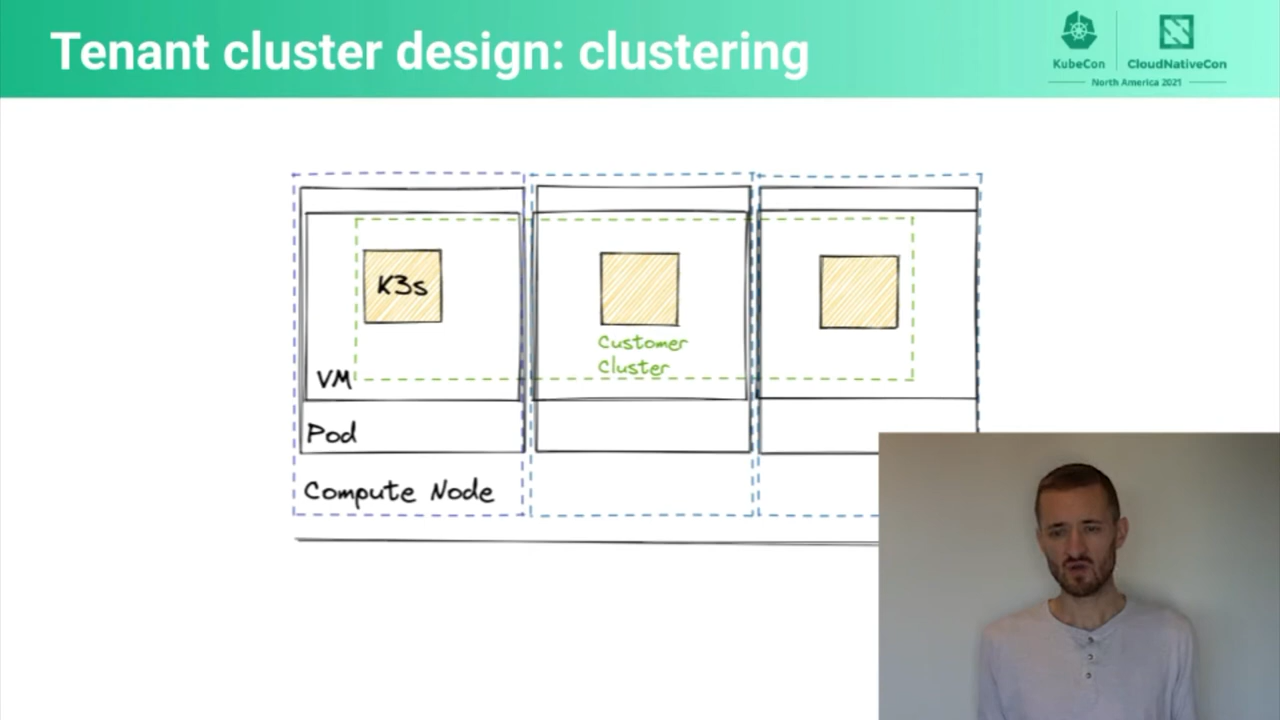 Tenant cluster design: clustering
KubeCon
CloudNativeCon
North America 2021
K3s
Customer
Cluster
VM
Pod
Compute Node